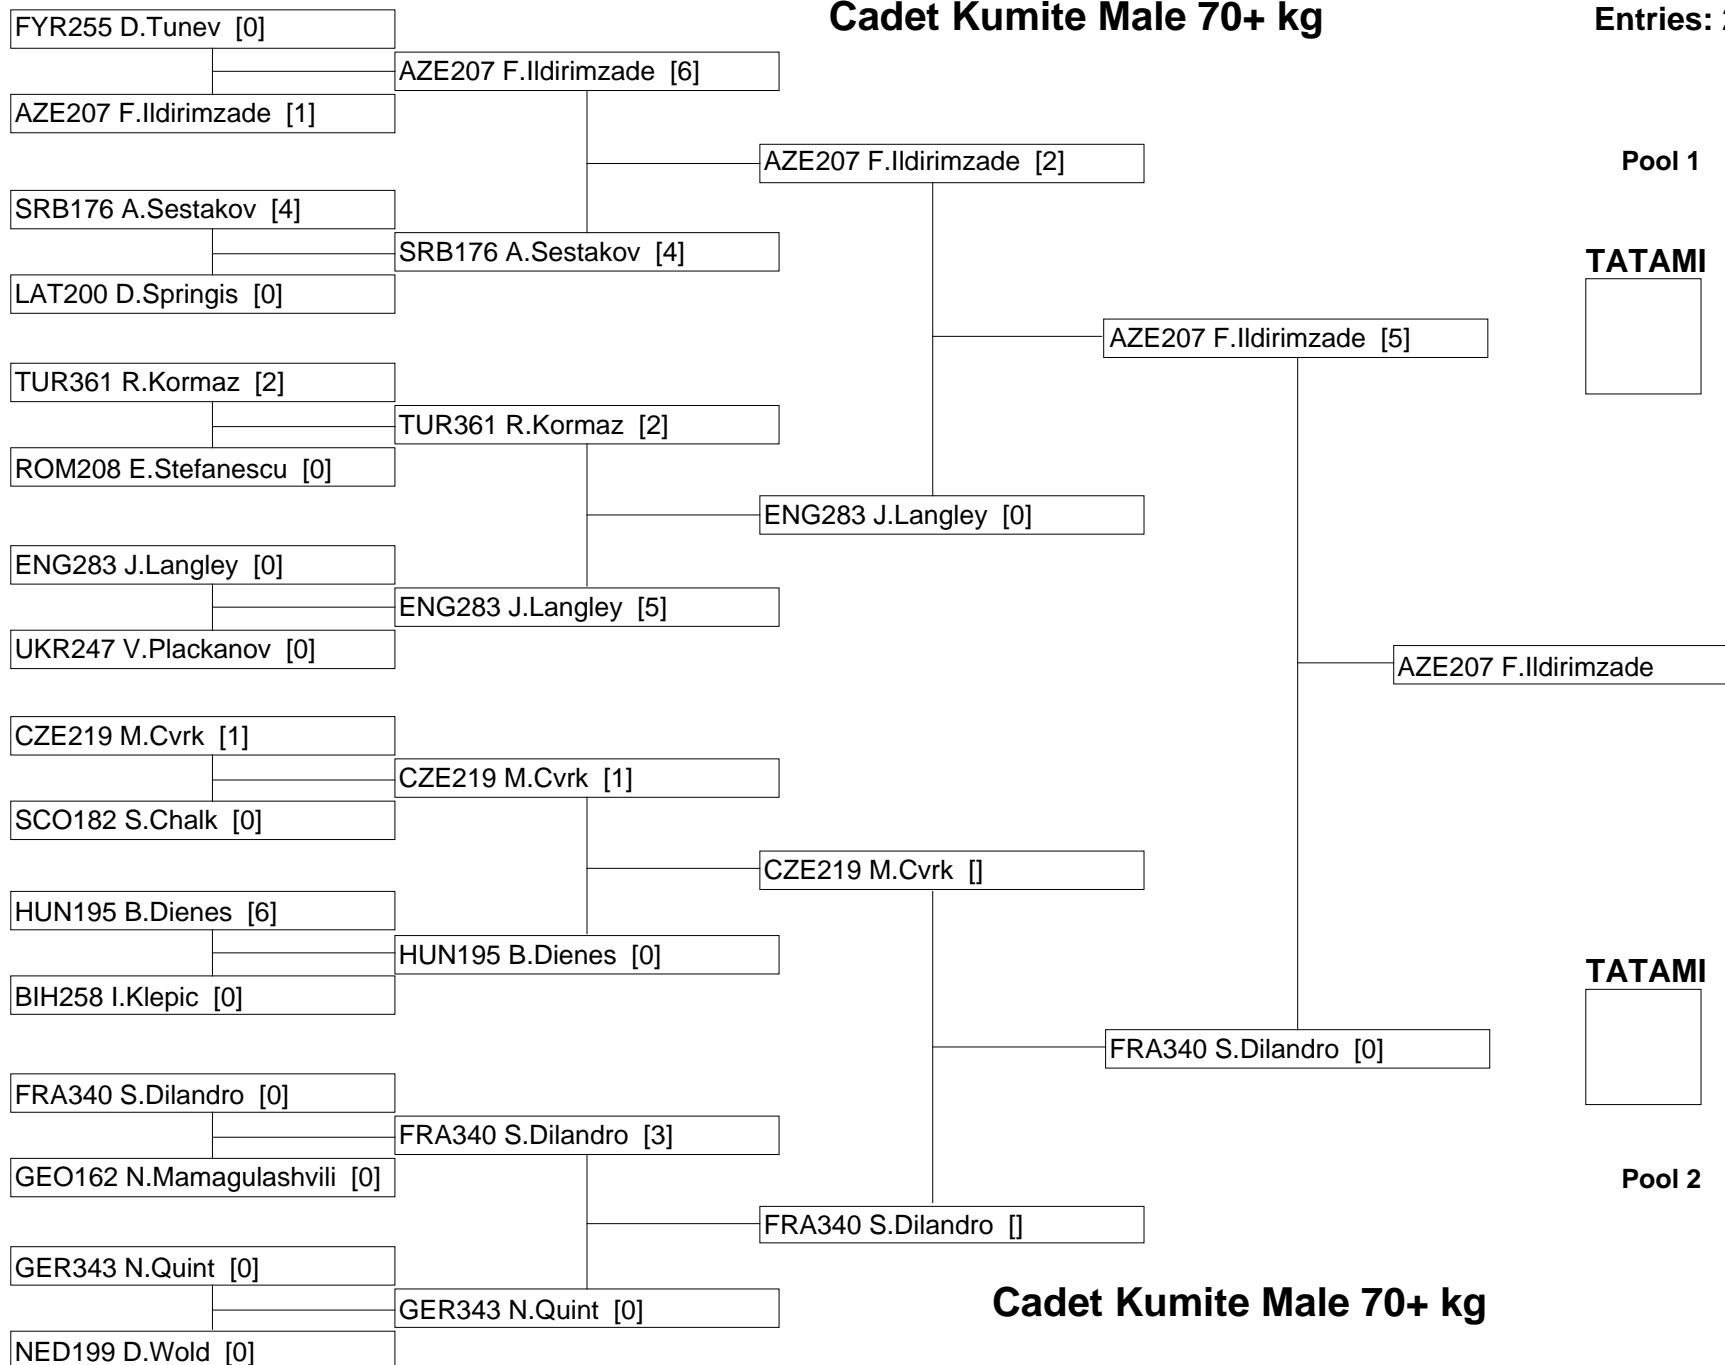 Cadet Kumite Male 70+ kg
Entries:
FYR255 D.Tunev [0]
AZE207 F.Ildirimzade [6]
AZE207 F.Ildirimzade [1]
AZE207 F.Ildirimzade [2]
Pool 1
SRB176 A.Sestakov [4]
SRB176 A.Sestakov [4]
TATAMI
LAT200 D.Springis [0]
AZE207 F.Ildirimzade [5]
TUR361 R.Kormaz [2]
TUR361 R.Kormaz [2]
ROM208 E.Stefanescu [0]
ENG283 J.Langley [0]
ENG283 J.Langley [0]
ENG283 J.Langley [5]
UKR247 V.Plackanov [0]
AZE207 F.Ildirimzade
CZE219 M.Cvrk [1]
CZE219 M.Cvrk [1]
SCO182 S.Chalk [0]
CZE219 M.Cvrk []
HUN195 B.Dienes [6]
HUN195 B.Dienes [0]
TATAMI
BIH258 I.Klepic [0]
FRA340 S.Dilandro [0]
FRA340 S.Dilandro [0]
FRA340 S.Dilandro [3]
GEO162 N.Mamagulashvili [0]
Pool 2
FRA340 S.Dilandro []
GER343 N.Quint [0]
GER343 N.Quint [0]
Cadet Kumite Male 70+ kg
NED199 D.Wold [0]